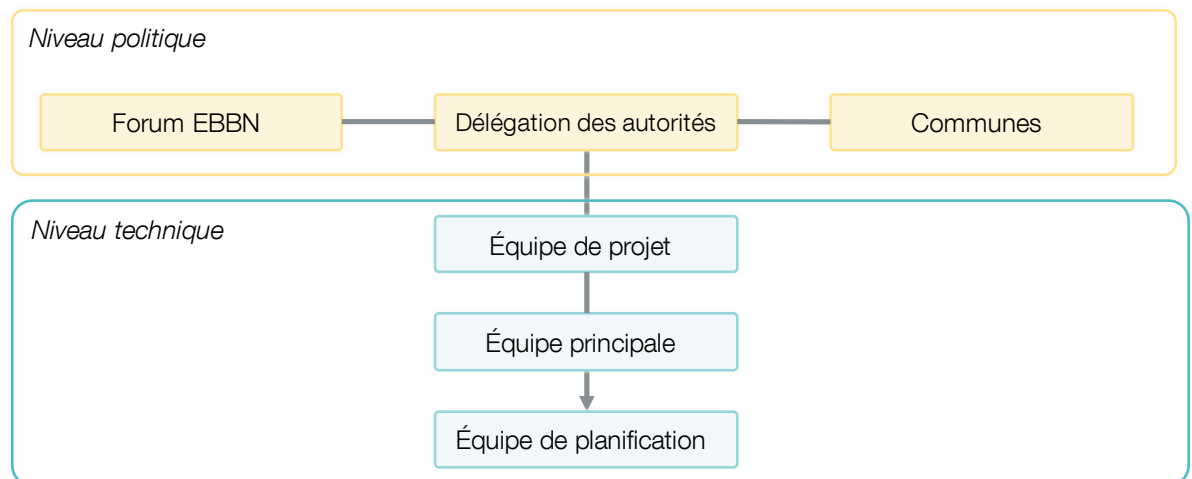 Niveau politique
Forum EBBN
Délégation des autorités
Communes
Niveau technique
Équipe de projet
Équipe principale
Équipe de planification